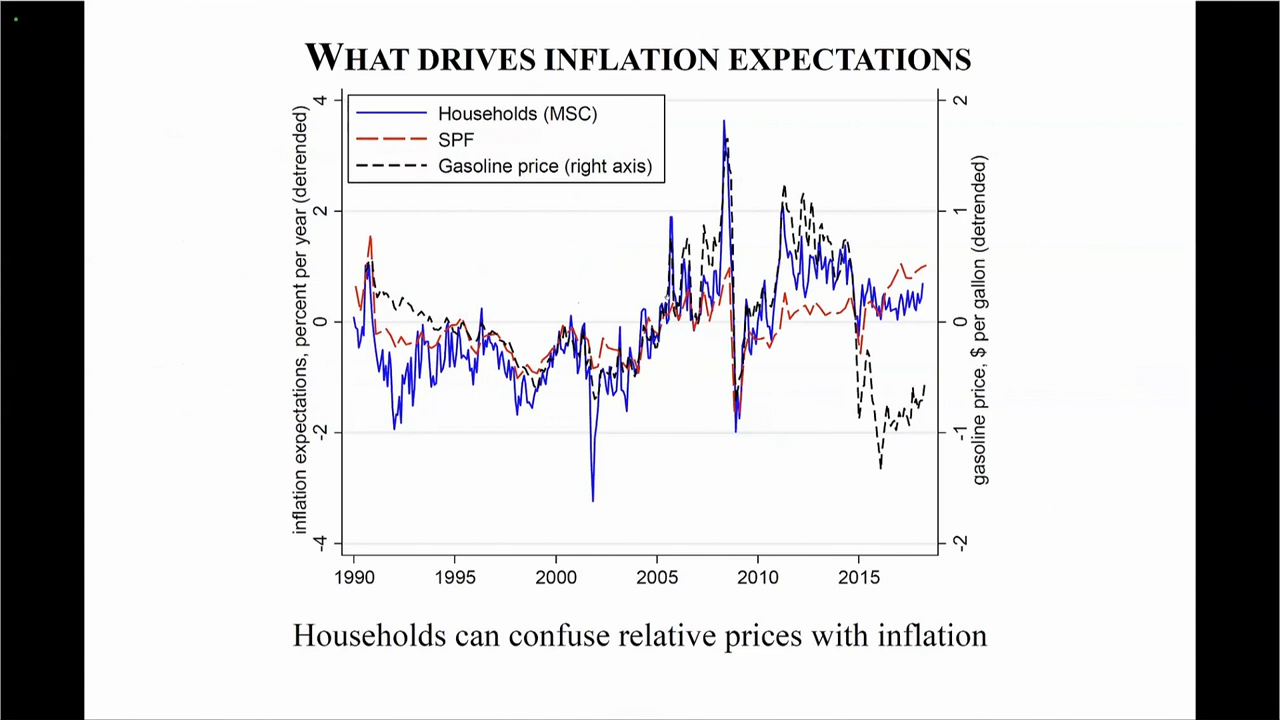 WHAT DRIVES INFLATION EXPECTATIONS
Households (MSC)
SPF
Gasoline price (right axis)
inflation expectations, percent per year (detrended)
4
2
0
-2
-4
gasoline price, $ per gallon (detrended)
2
1
0
-1
-2
1990 1995 2000 2005 2010 2015
Households can confuse relative prices with inflation